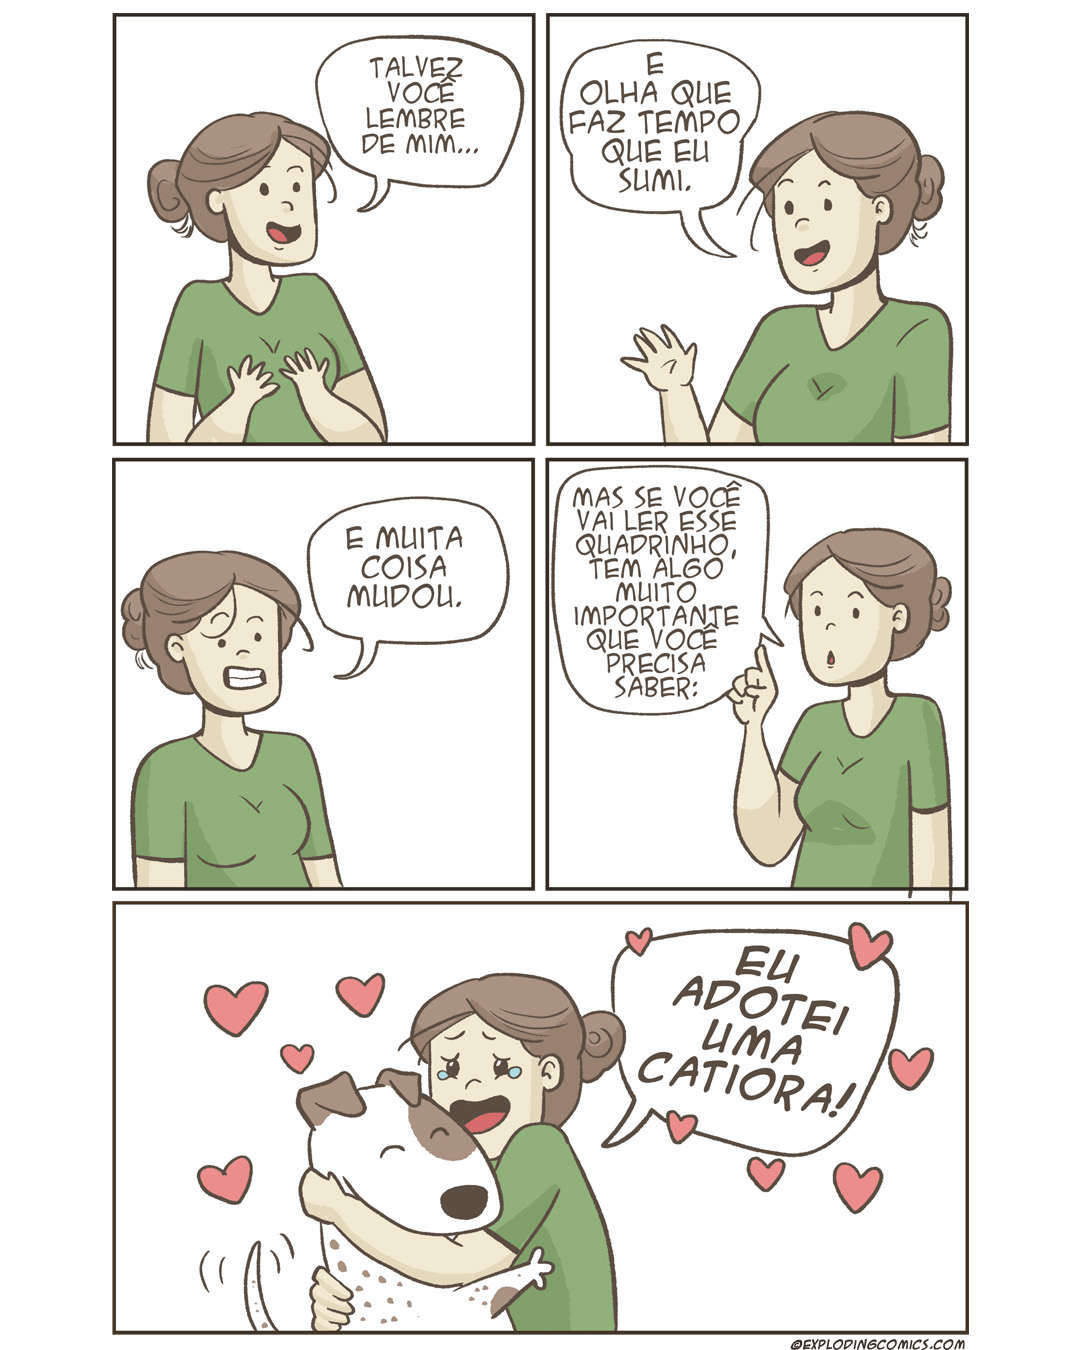 TALVEZ
VOCÊ
LEMBRE
DE MIM...
E
OLHA QUE
FAZ TEMPO
QUE EU
SUMI.
E MUITA
COISA
MUDOU.
MAS SE VOCÊ
VAI LER ESSE
QUADRINHO,
TEM ALGO
MUITO
IMPORTANTE
QUE VOCÊ
PRECISA
SABER:
EU
ADOTEI
UMA
CATIORA!
@EXPLODINGCOMICS.COM